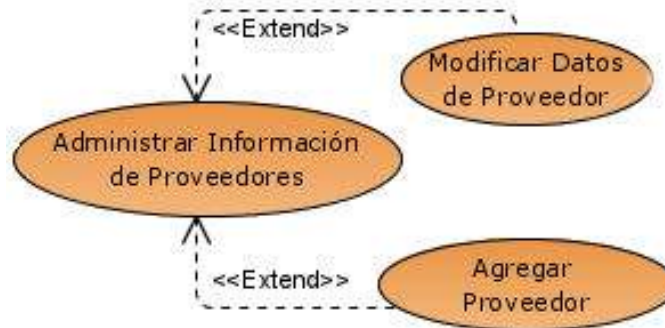 <<Extend>>
Modificar Datos
de Proveedor
Administrar Información
de Proveedores
<<Extend>>
Agregar
Proveedor